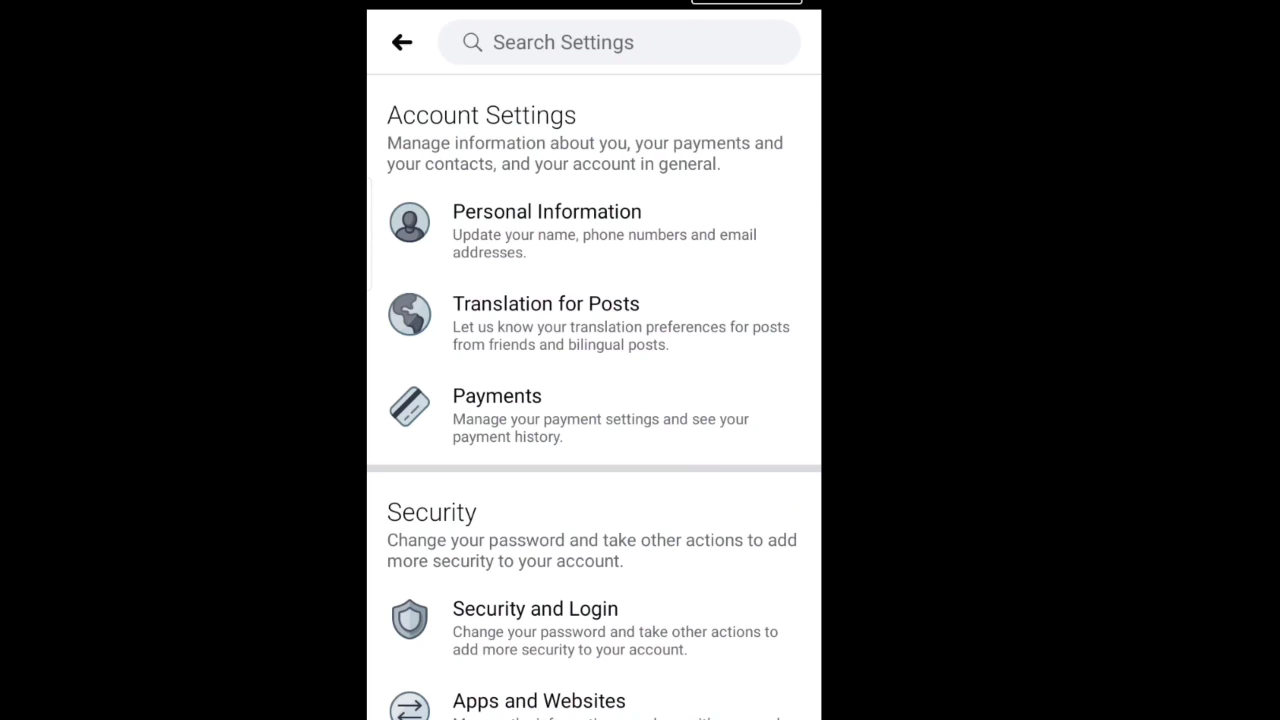 Search Settings
Account Settings
Manage information about you, your payments and
your contacts, and your account in general.
Personal Information
Update your name, phone numbers and email
addresses.
Translation for Posts
Let us know your translation preferences for posts
from friends and bilingual posts.
Payments
Manage your payment settings and see your
payment history.
Security
Change your password and take other actions to add
more security to your account.
Security and Login
Change your password and take other actions to
add more security to your account.
Apps and Websites